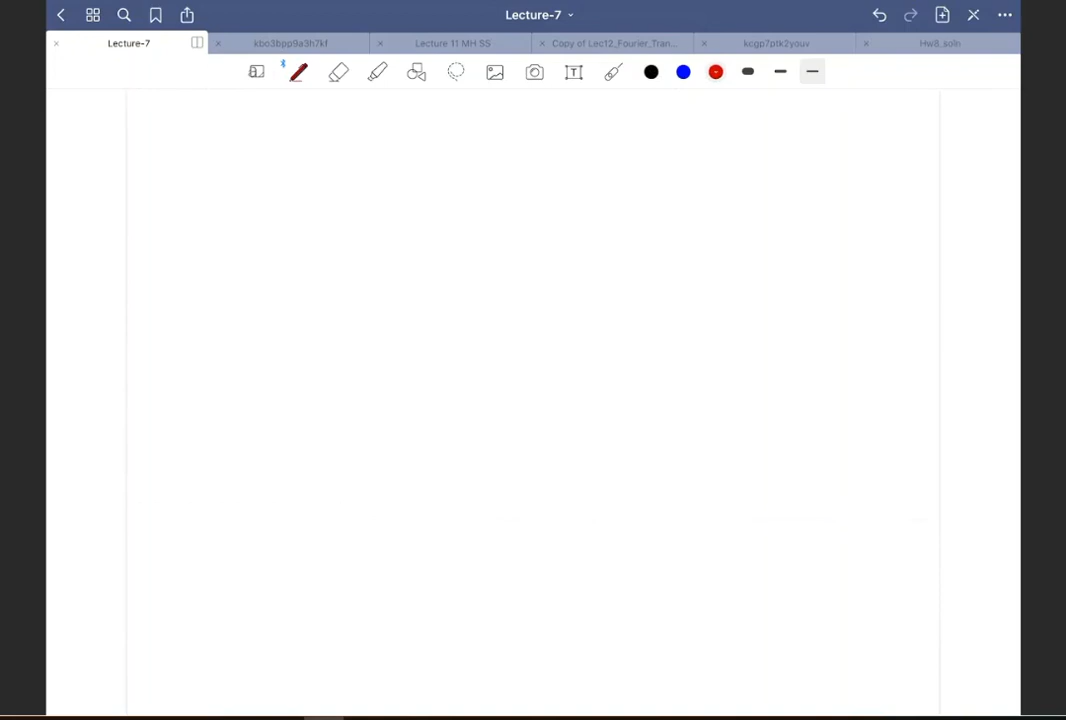 Lecture-7
Lecture-7
kbo3bpp9a3h7kf
Lecture 11 MH SS
Copy of Lec12_Fourier_Tran...
kcgp7ptk2youv
Hw8_soln
T